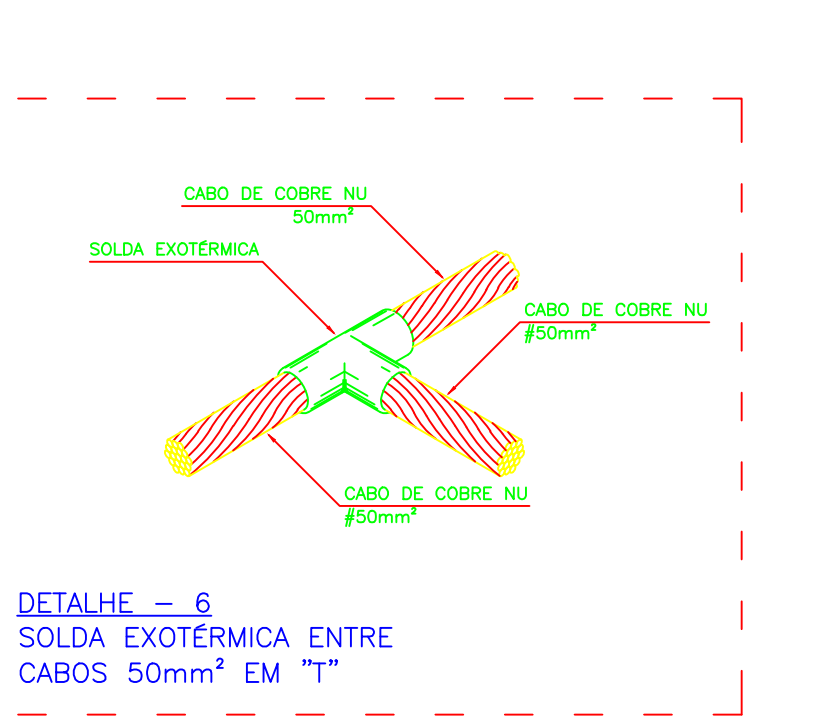 CABO DE COBRE NU
50mm²
SOLDA EXOTÉRMICA
CABO DE COBRE NU
#50mm²
CABO DE COBRE NU
#50mm²
DETALHE - 6
SOLDA EXOTÉRMICA ENTRE
CABOS 50mm² EM "T"